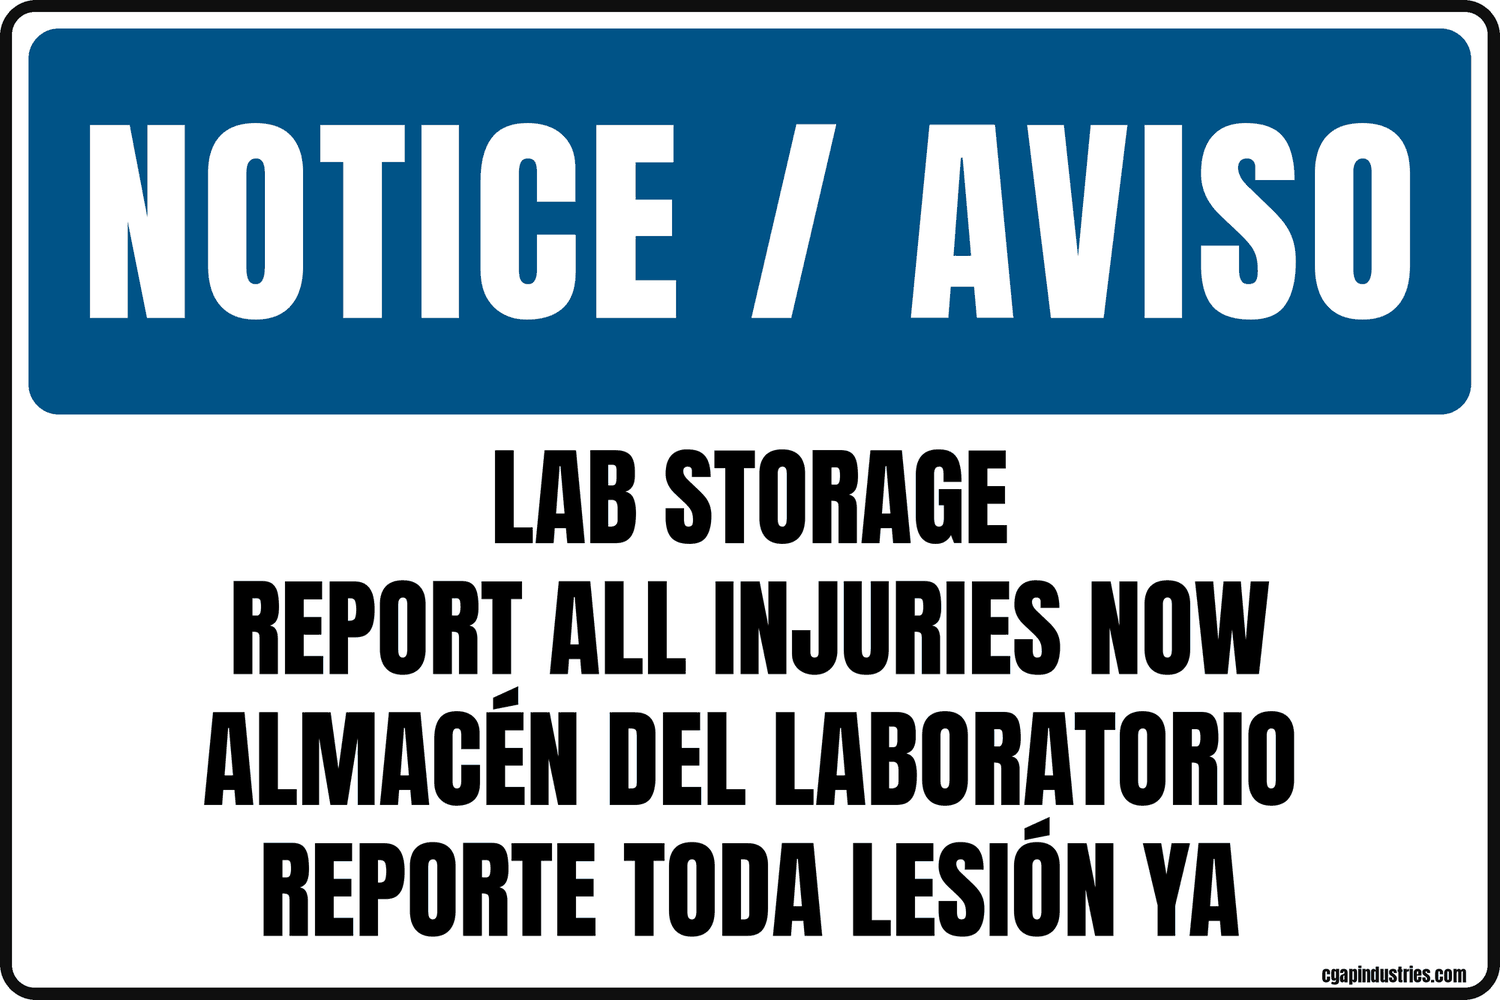 NOTICE / AVISO
LAB STORAGE
REPORT ALL INJURIES NOW
ALMACÉN DEL LABORATORIO
REPORTE TODA LESIÓN YA
cgapindustries.com